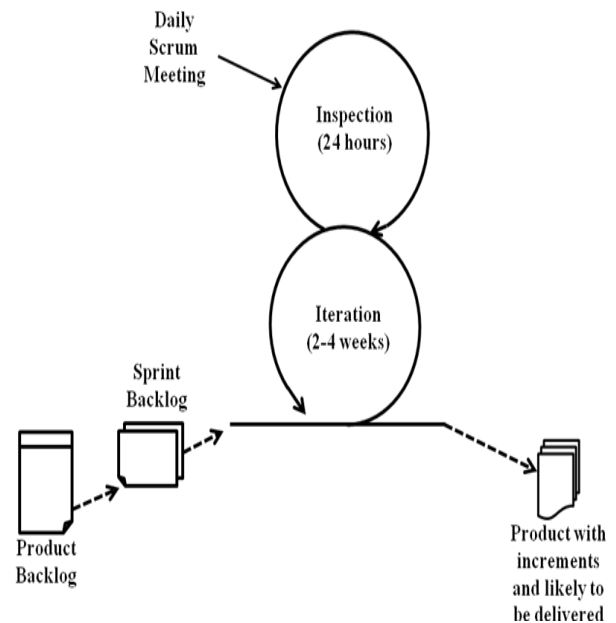 Daily
Scrum
Meeting
Inspection
(24 hours)
Iteration
(2-4 weeks)
Sprint
Backlog
Product
Backlog
Product with
increments
and likely to
be delivered